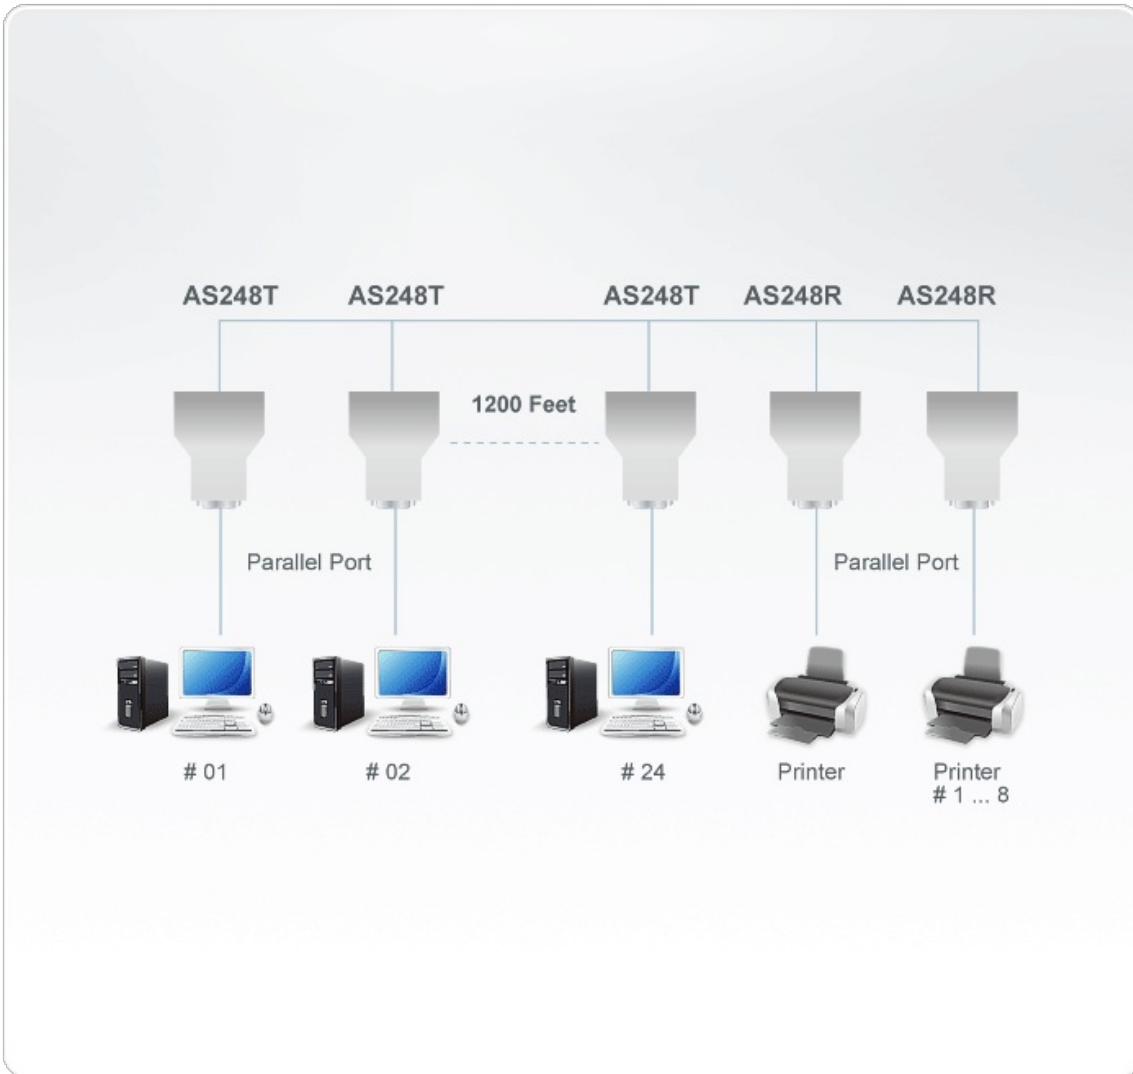 AS248T AS248T AS248T AS248R AS248R
1200 Feet
Parallel Port Parallel Port
# 01 # 02 # 24 Printer Printer
# 1 ... 8